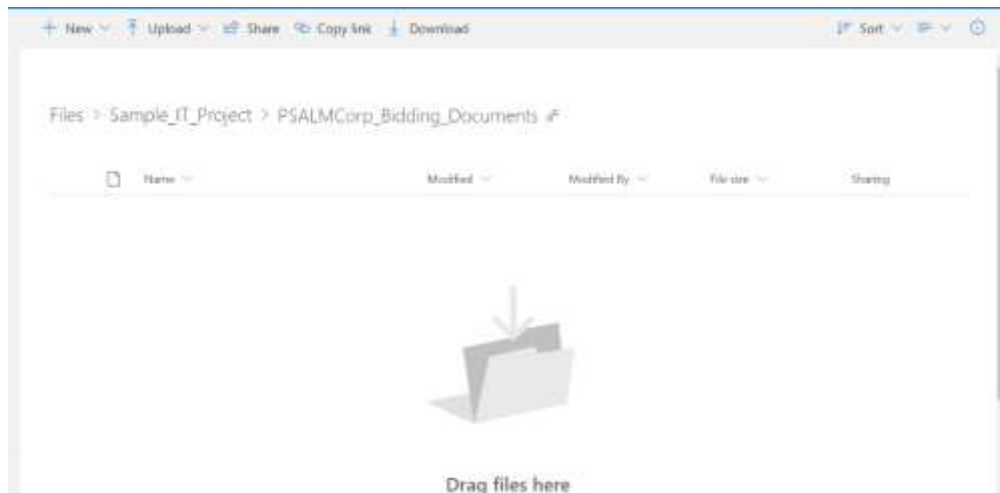 New Upload Share Copy link Download Sort
Files > Sample_IT_Project > PSALMCorp_Bidding_Documents
Name Modified Modified By File size Sharing
Drag files here